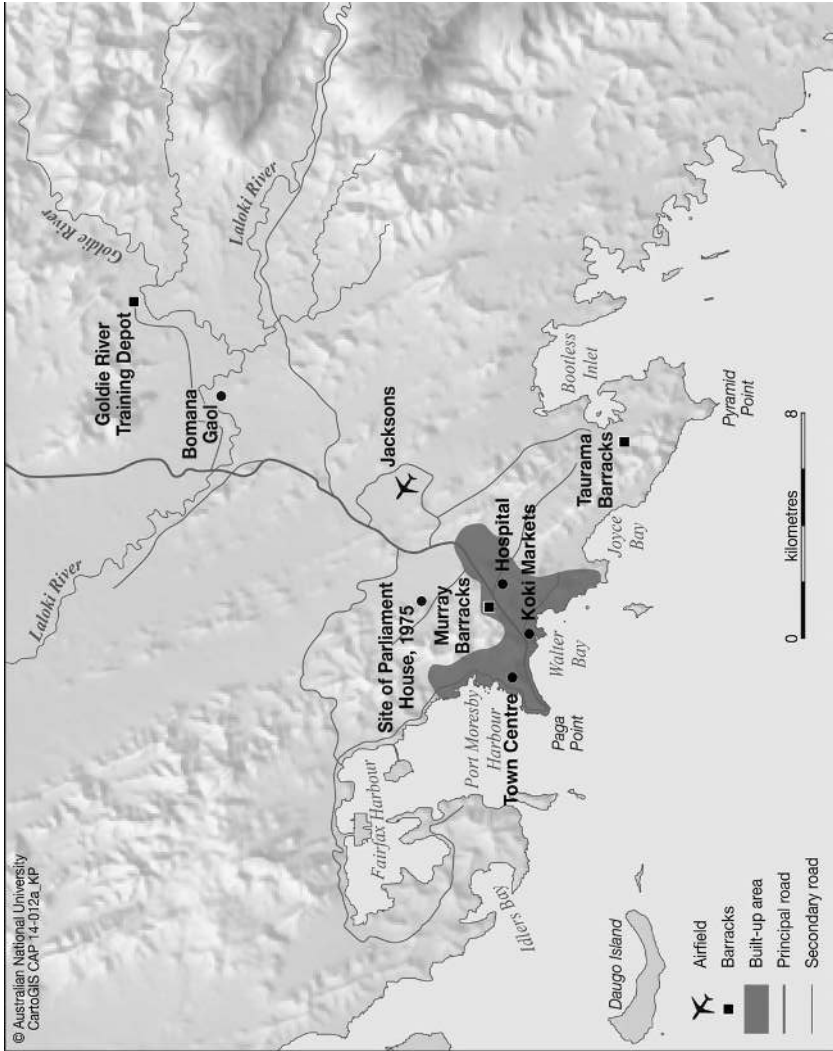 © Australian National University
CartoGIS CAP 14-012a_KP
Goldie River
Laloki River
Goldie River
Training Depot
Bomana
Gaol
Laloki River
Jacksons
Site of Parliament
House, 1975
Murray
Barracks
Hospital
Koki Markets
Town Centre
Port Moresby
Harbour
Fairfax Harbour
Idlers Bay
Paga
Point
Walter
Bay
Joyce
Bay
Taurama
Barracks
Bootless
Inlet
Pyramid
Point
Daugo Island
Airfield
Barracks
Built-up area
Principal road
Secondary road
0
8
kilometres